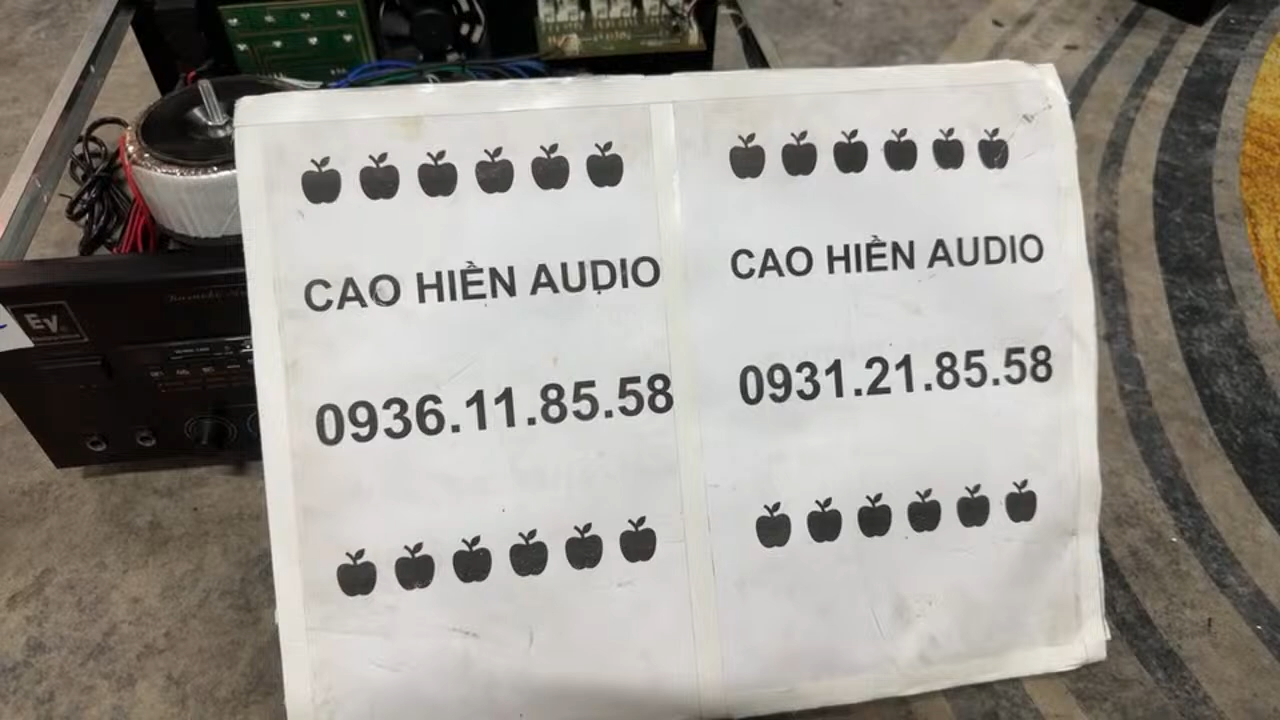 CAO HIỀN AUDIO
0936.11.85.58
CAO HIỀN AUDIO
0931.21.85.58
EV